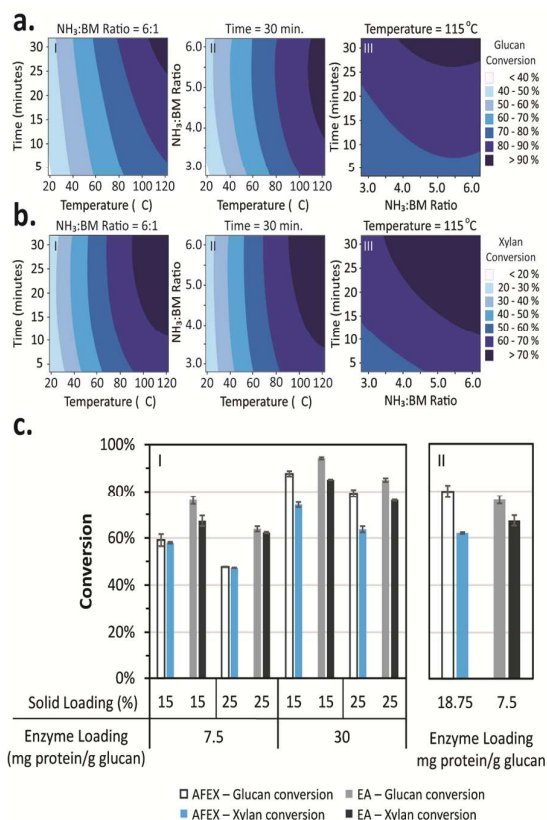 a.
NH₃:BM Ratio = 6:1
Time = 30 min.
Temperature = 115 °C
I
II
III
Time (minutes)
30
25
20
15
10
5
20 40 60 80 100 120
Temperature ( C)
NH₃:BM Ratio
6.0
5.0
4.0
3.0
20 40 60 80 100 120
Temperature ( C)
Time (minutes)
30
25
20
15
10
5
3.0 4.0 5.0 6.0
NH₃:BM Ratio
Glucan
Conversion
< 40 %
40 - 50 %
50 - 60 %
60 - 70 %
70 - 80 %
80 - 90 %
> 90 %
b.
NH₃:BM Ratio = 6:1
Time = 30 min.
Temperature = 115 °C
I
II
III
Time (minutes)
30
25
20
15
10
5
20 40 60 80 100 120
Temperature ( C)
NH₃:BM Ratio
6.0
5.0
4.0
3.0
20 40 60 80 100 120
Temperature ( C)
Time (minutes)
30
25
20
15
10
5
3.0 4.0 5.0 6.0
NH₃:BM Ratio
Xylan
Conversion
< 20 %
20 - 30 %
30 - 40 %
40 - 50 %
50 - 60 %
60 - 70 %
> 70 %
c.
I
II
Conversion
100%
80%
60%
40%
20%
0%
Solid Loading (%)
15 15 25 25 15 15 25 25
18.75 7.5
Enzyme Loading
(mg protein/g glucan)
7.5 30
Enzyme Loading
mg protein/g glucan
AFEX – Glucan conversion
EA – Glucan conversion
AFEX – Xylan conversion
EA – Xylan conversion